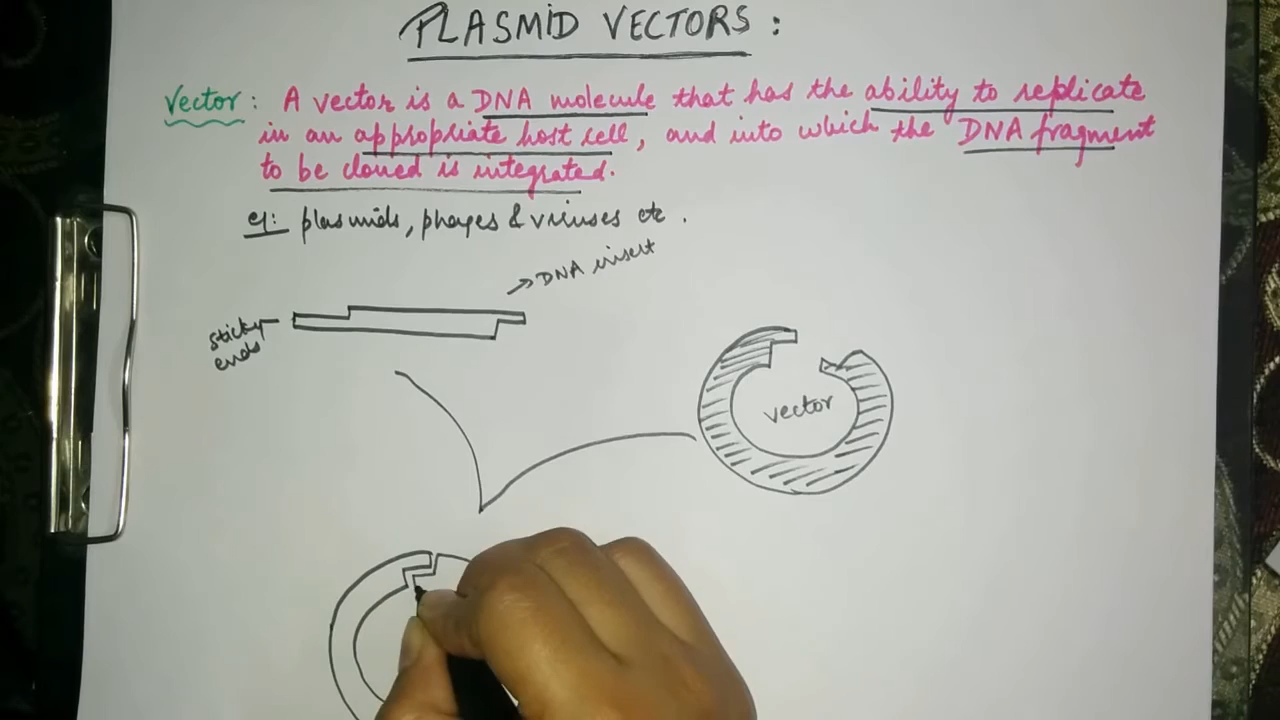 PLASMID VECTORS:
Vector: A vector is a DNA molecule that has the ability to replicate
in an appropriate host cell, and into which the DNA fragment
to be cloned is integrated.
eg: plasmids, phages & viruses etc.
→ DNA insert
sticky
ends
vector